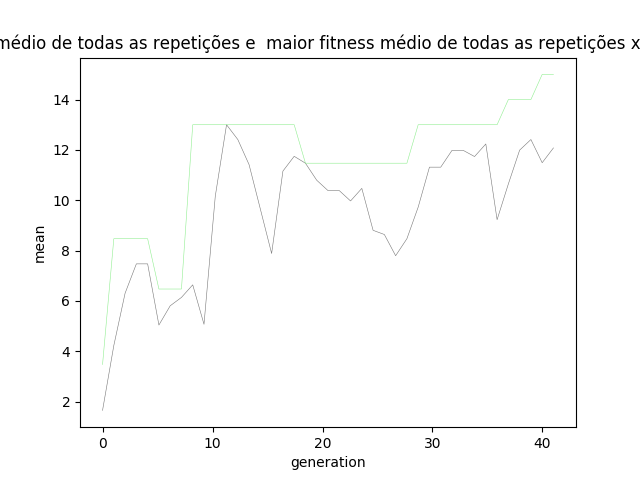 médio de todas as repetições e  maior fitness médio de todas as repetições x
14
12
10
8
6
4
2
mean
0 10 20 30 40
generation